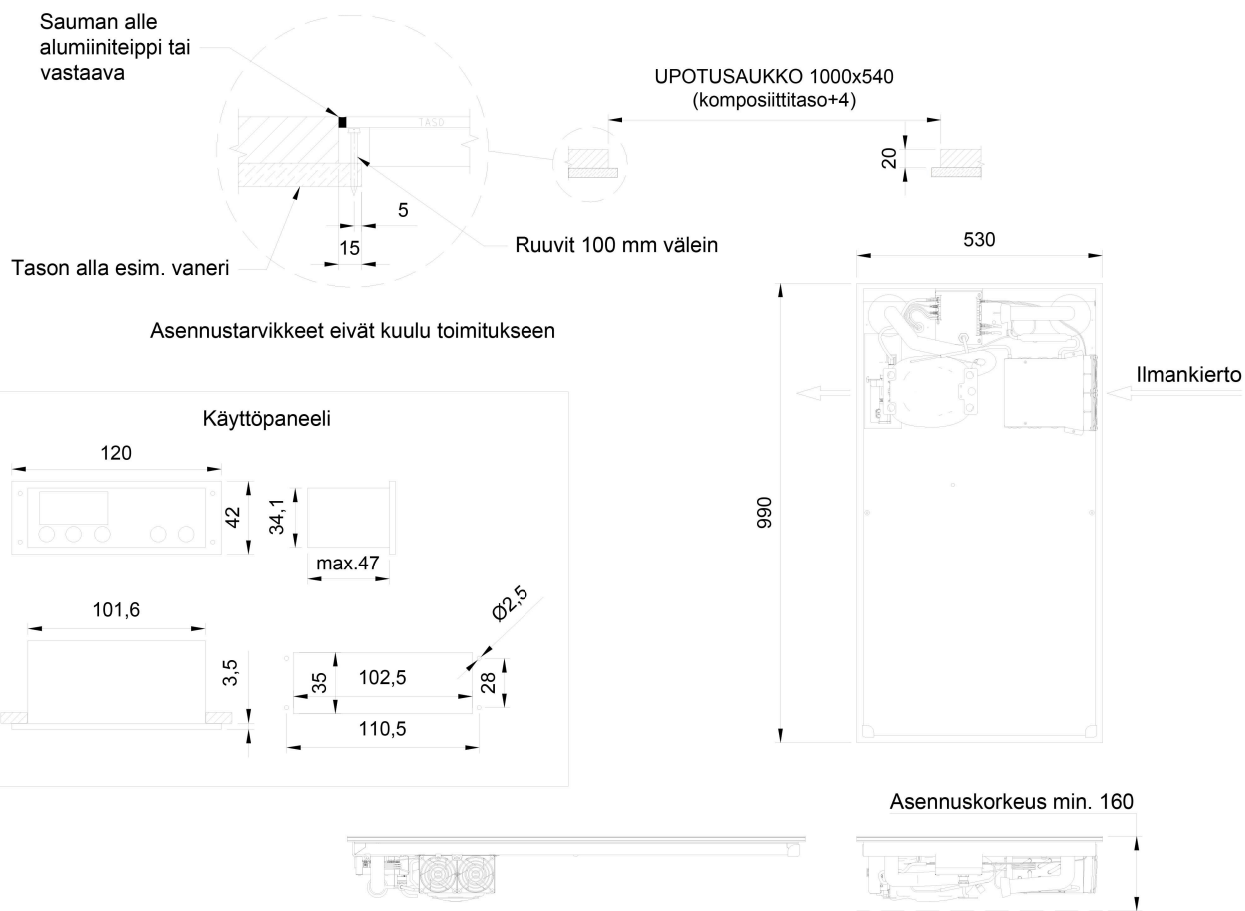 Sauman alle
alumiiniteippi tai
vastaava
TASO
5
15
Ruuvit 100 mm välein
Tason alla esim. vaneri
Asennustarvikkeet eivät kuulu toimitukseen
UPOTUSAUKKO 1000x540
(komposiittitaso+4)
20
530
990
Ilmankierto
Käyttöpaneeli
120
42
34,1
max.47
101,6
3,5
Ø2,5
35
102,5
28
110,5
Asennuskorkeus min. 160